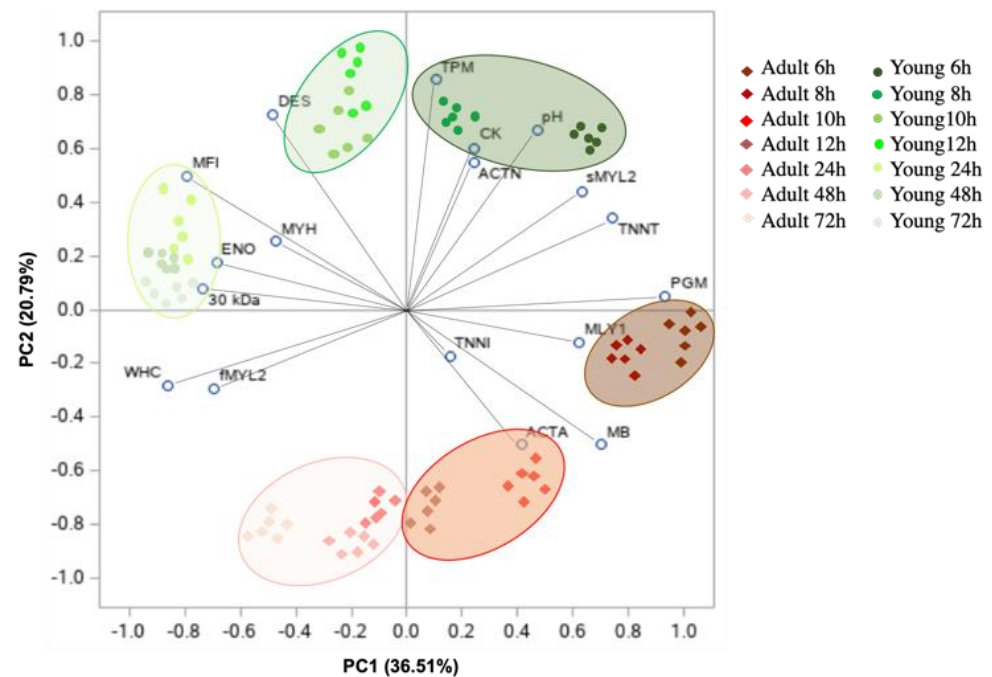 1.0
0.8
0.6
0.4
0.2
0.0
-0.2
-0.4
-0.6
-0.8
-1.0
PC2 (20.79%)
TPM
DES
pH
CK
ACTN
MFI
sMYL2
TNNT
MYH
ENO
30 kDa
PGM
MLY1
TNNI
WHC
fMYL2
ACTA
MB
-1.0 -0.8 -0.6 -0.4 -0.2 0.0 0.2 0.4 0.6 0.8 1.0
PC1 (36.51%)
Adult 6h
Adult 8h
Adult 10h
Adult 12h
Adult 24h
Adult 48h
Adult 72h
Young 6h
Young 8h
Young10h
Young12h
Young 24h
Young 48h
Young 72h